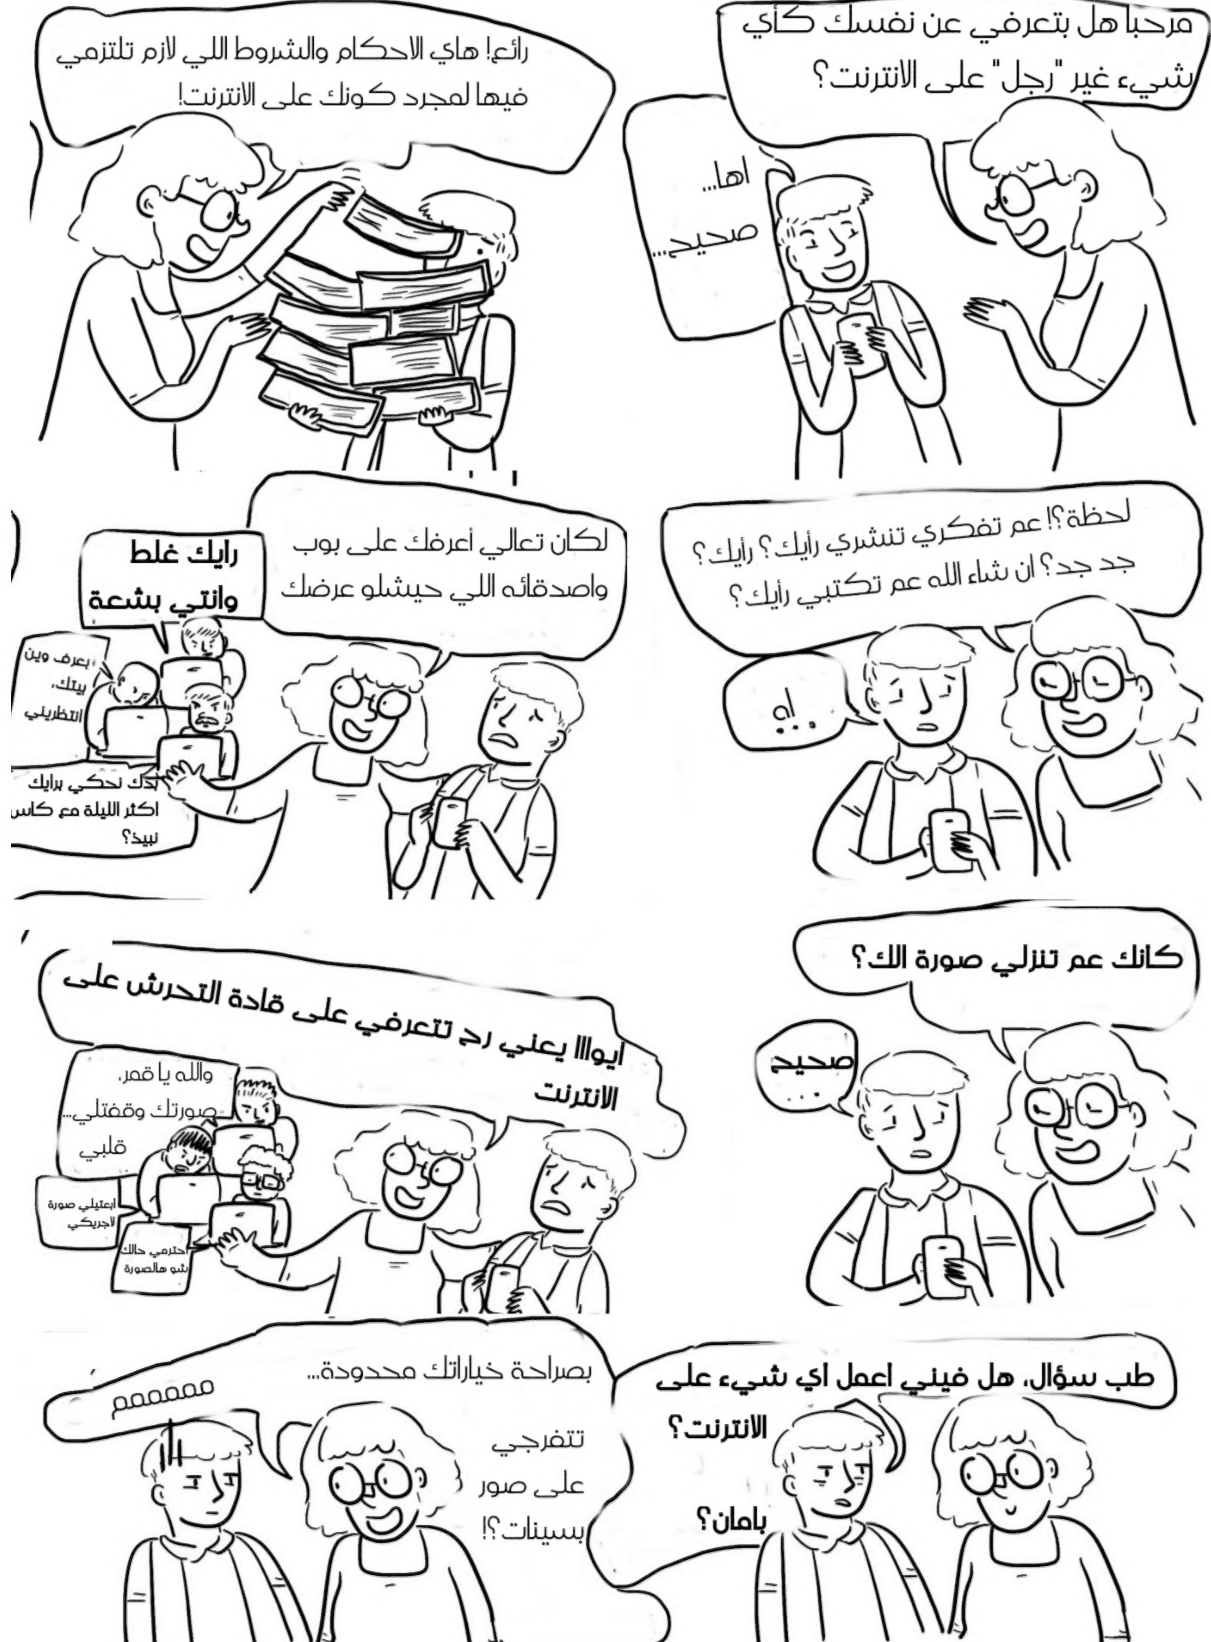 مرحبا هل بتعرفي عن نفسك كأي
شيء غير "رجل" على الانترنت؟
اها...
صحيح...
رائع! هاي الاحكام والشروط اللي لازم تلتزمي
فيها لمجرد كونك على الانترنت!
لحظة؟! عم تفكري تنشري رأيك؟ رأيك؟
جد جد؟ ان شاء الله عم تكتبي رأيك؟
اه...
لكان تعالي أعرفك على بوب
واصدقائه اللي حيشلو عرضك
رايك غلط
وانتي بشعة
بعرف وين
بيتك،
انتظريني
بدك نحكي برايك
اكثر الليلة مع كاس
نبيذ؟
كانك عم تنزلي صورة الك؟
صحيح
...
ايواا يعني رح تتعرفي على قادة التحرش على
الانترنت
والله يا قمر،
صورتك وقفتلي...
قلبي
ابعتيلي صورة
لاجريكي
احترمي حالك
شو هالصورة
طب سؤال، هل فيني اعمل اي شيء على
الانترنت؟
بامان؟
مممممم
بصراحة خياراتك محدودة...
تتفرجي
على صور
بسينات؟!